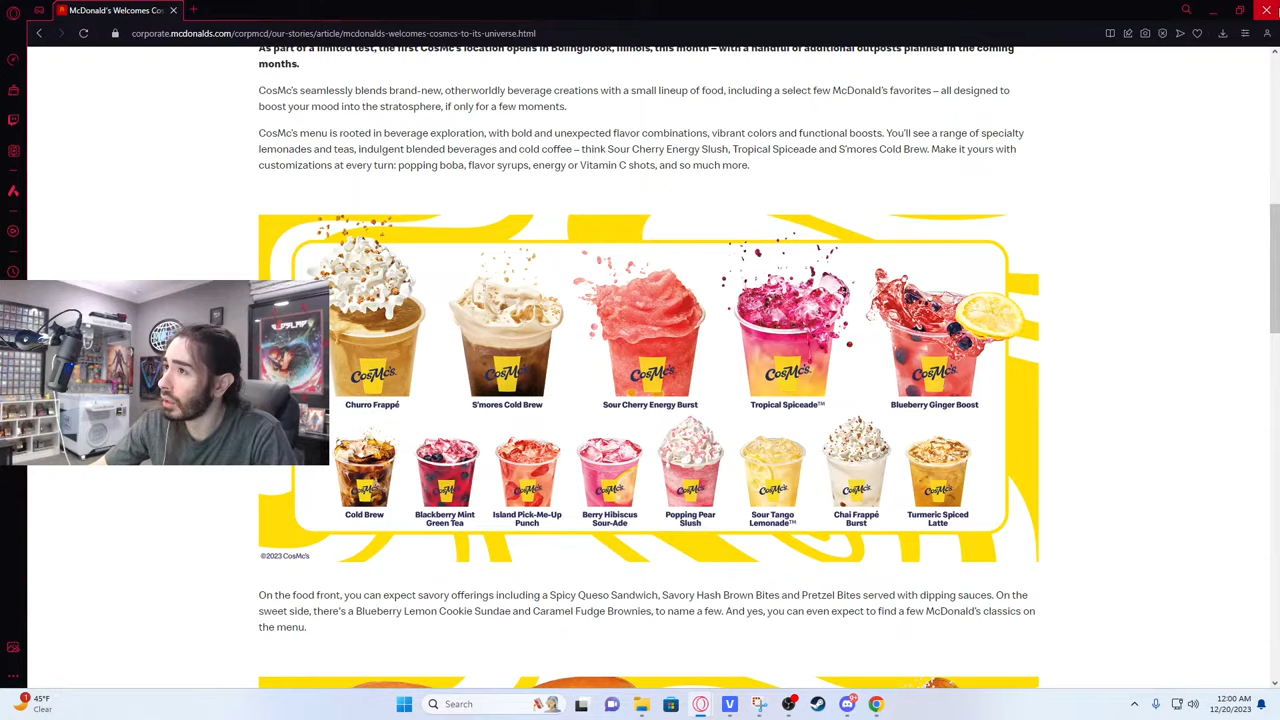 McDonald's Welcomes Cos
corporate.mcdonalds.com/corpmcd/our-stories/article/mcdonalds-welcomes-cosmcs-to-its-universe.html
As part of a limited test, the first CosMc's location opens in Bolingbrook, Illinois, this month – with a handful of additional outposts planned in the coming
months.
CosMc's seamlessly blends brand-new, otherworldly beverage creations with a small lineup of food, including a select few McDonald's favorites – all designed to
boost your mood into the stratosphere, if only for a few moments.
CosMc's menu is rooted in beverage exploration, with bold and unexpected flavor combinations, vibrant colors and functional boosts. You'll see a range of specialty
lemonades and teas, indulgent blended beverages and cold coffee – think Sour Cherry Energy Slush, Tropical Spiceade and S'mores Cold Brew. Make it yours with
customizations at every turn: popping boba, flavor syrups, energy or Vitamin C shots, and so much more.
CosMc's. CosMc's. CosMc's. CosMc's. CosMc's.
Churro Frappé S'mores Cold Brew Sour Cherry Energy Burst Tropical Spiceade™ Blueberry Ginger Boost
CosMc's. CosMc's. CosMc's. CosMc's. CosMc's. CosMc's. CosMc's. CosMc's.
Cold Brew Blackberry Mint Island Pick-Me-Up Berry Hibiscus Popping Pear Sour Tango Chai Frappé Turmeric Spiced
Green Tea Punch Sour-Ade Slush Lemonade™ Burst Latte
©2023 CosMc's
On the food front, you can expect savory offerings including a Spicy Queso Sandwich, Savory Hash Brown Bites and Pretzel Bites served with dipping sauces. On the
sweet side, there's a Blueberry Lemon Cookie Sundae and Caramel Fudge Brownies, to name a few. And yes, you can even expect to find a few McDonald's classics on
the menu.
1 45°F Search 9+ 12:00 AM
Clear 12/20/2023